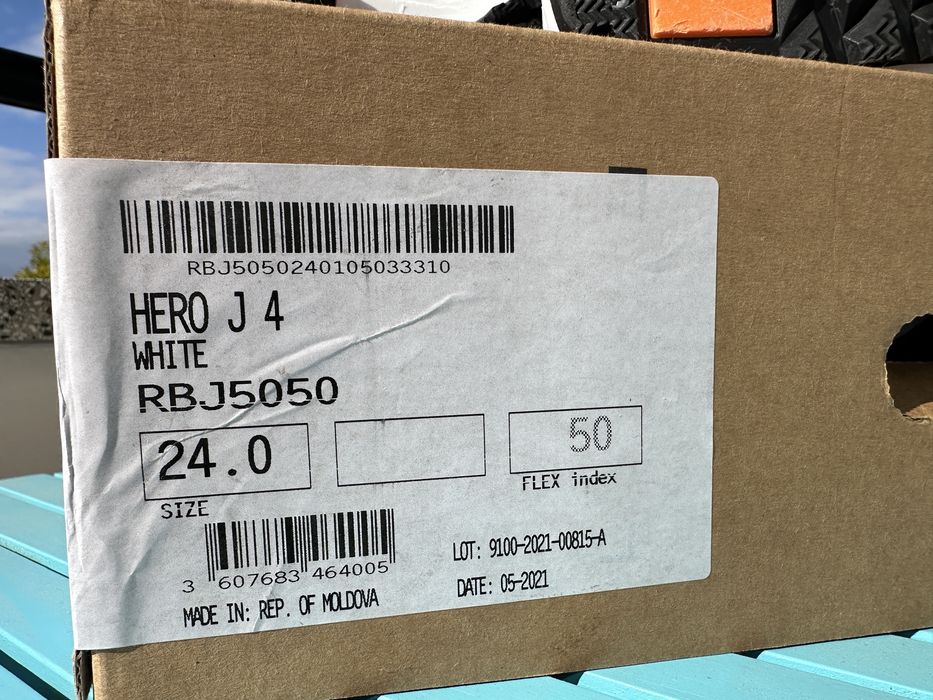 RBJ5050240105033310
HERO J 4
WHITE
RBJ5050
24.0
50
SIZE
FLEX index
3 607683 464005
LOT: 9100-2021-00815-A
DATE: 05-2021
MADE IN: REP. OF MOLDOVA